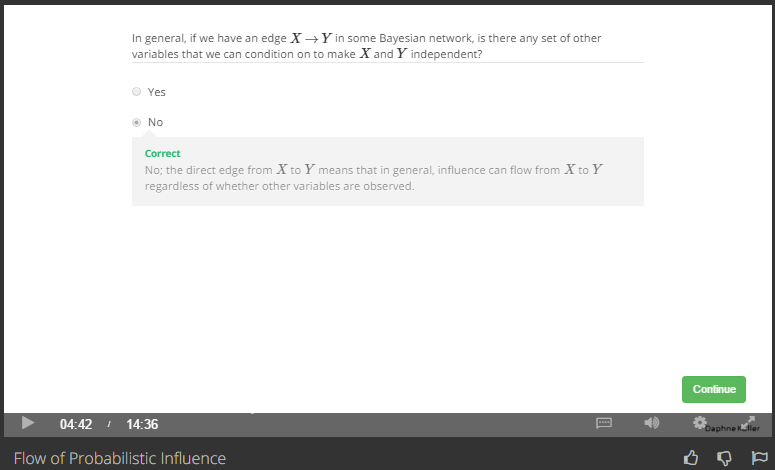 In general, if we have an edge X → Y in some Bayesian network, is there any set of other
variables that we can condition on to make X and Y independent?
Yes
No
Correct
No; the direct edge from X to Y means that in general, influence can flow from X to Y
regardless of whether other variables are observed.
Continue
04:42 / 14:36
Daphne Koller
Flow of Probabilistic Influence